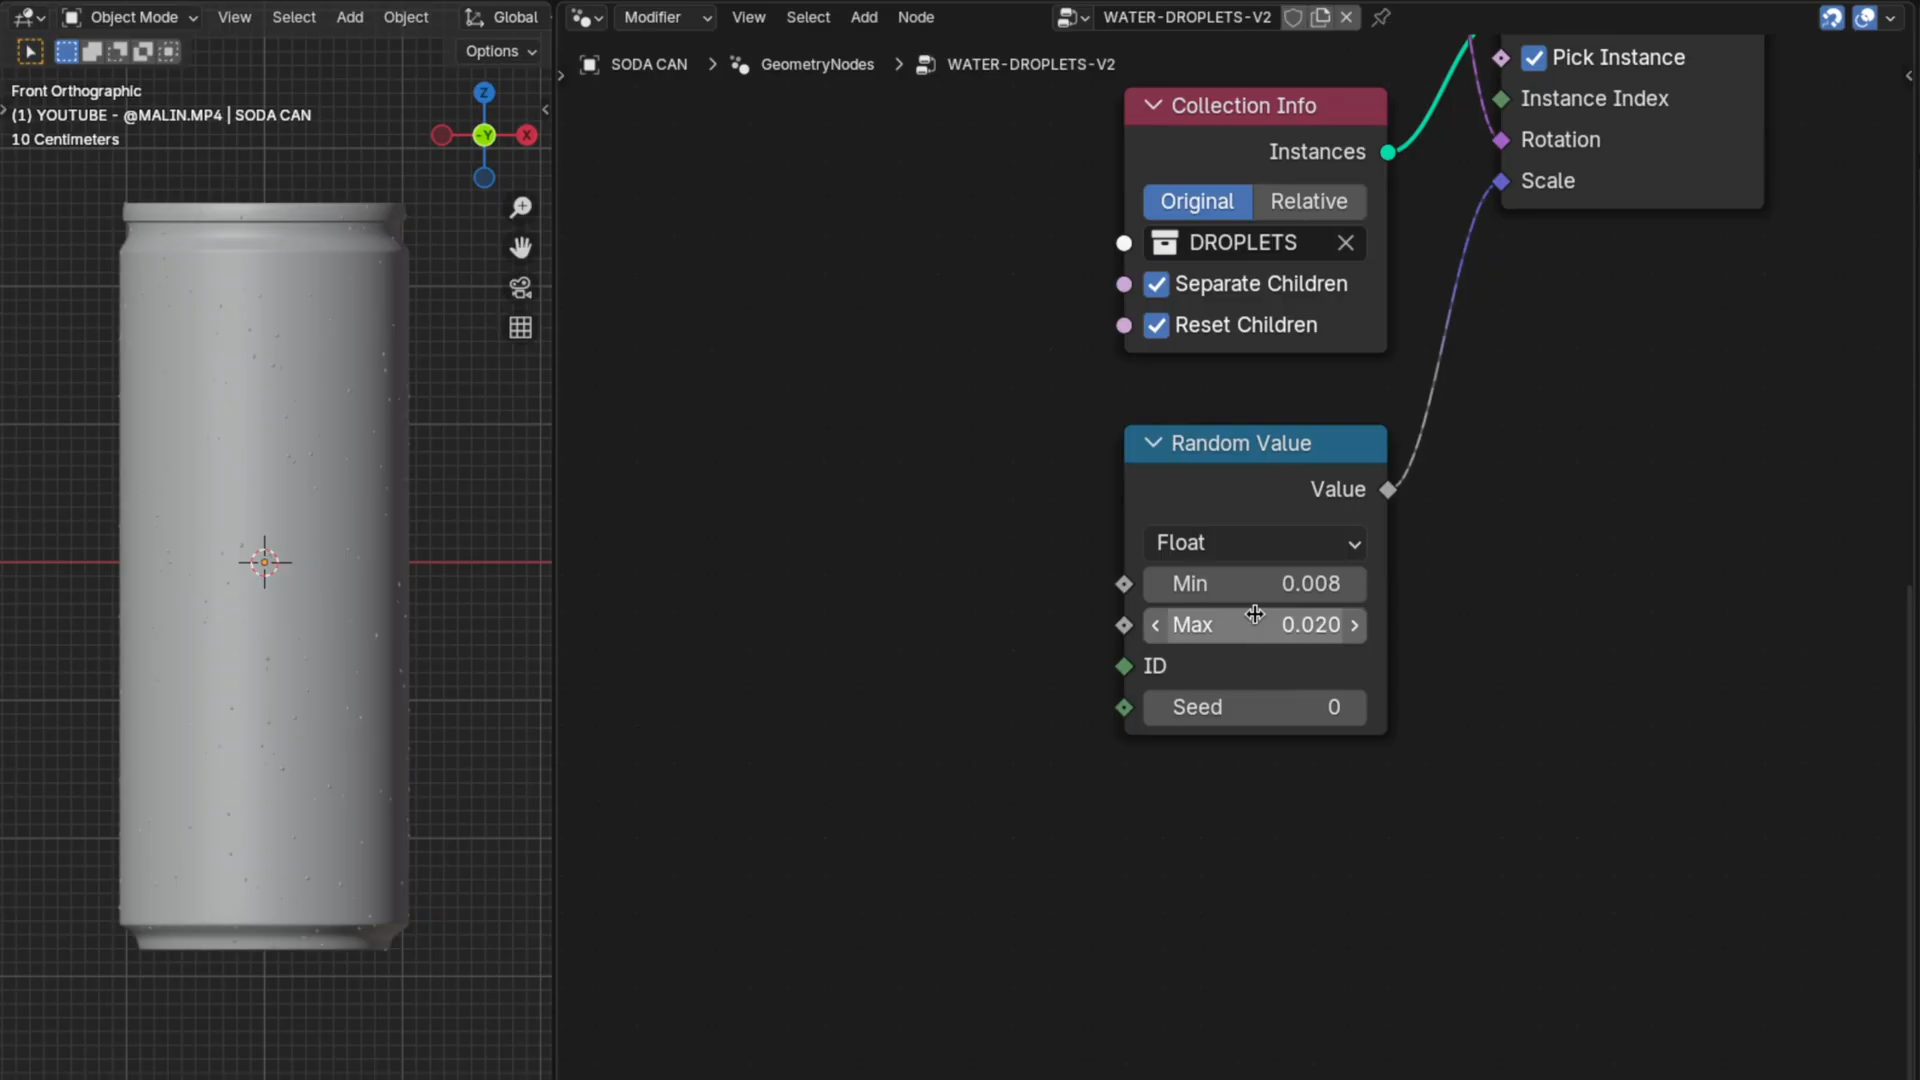 Object Mode
View
Select
Add
Object
Global
Options
Front Orthographic
(1) YOUTUBE - @MALIN.MP4 | SODA CAN
10 Centimeters
Z
-Y
X
Modifier
View
Select
Add
Node
WATER-DROPLETS-V2
SODA CAN
GeometryNodes
WATER-DROPLETS-V2
Pick Instance
Instance Index
Rotation
Scale
Collection Info
Instances
Original
Relative
DROPLETS
Separate Children
Reset Children
Random Value
Value
Float
Min 0.008
Max 0.020
ID
Seed 0